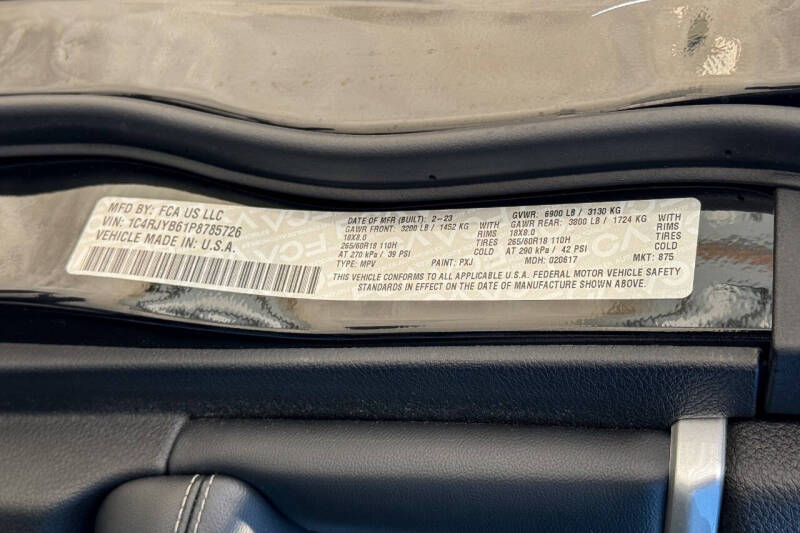 MFD BY: FCA US LLC
VIN: 1C4RJYB61P8785726
VEHICLE MADE IN U.S.A.
DATE OF MFR (BUILT): 2-23
GAWR FRONT: 3200 LB / 1452 KG
18X8.0
265/60R18 110H
AT 270 kPa / 39 PSI
TYPE: MPV
PAINT: PXJ
WITH
RIMS
TIRES
COLD
GVWR: 6900 LB / 3130 KG
GAWR REAR: 3800 LB / 1724 KG
18X8.0
265/60R18 110H
AT 290 kPa / 42 PSI
MDH: 020617
WITH
RIMS
TIRES
COLD
MKT: 875
THIS VEHICLE CONFORMS TO ALL APPLICABLE U.S.A. FEDERAL MOTOR VEHICLE SAFETY
STANDARDS IN EFFECT ON THE DATE OF MANUFACTURE SHOWN ABOVE.